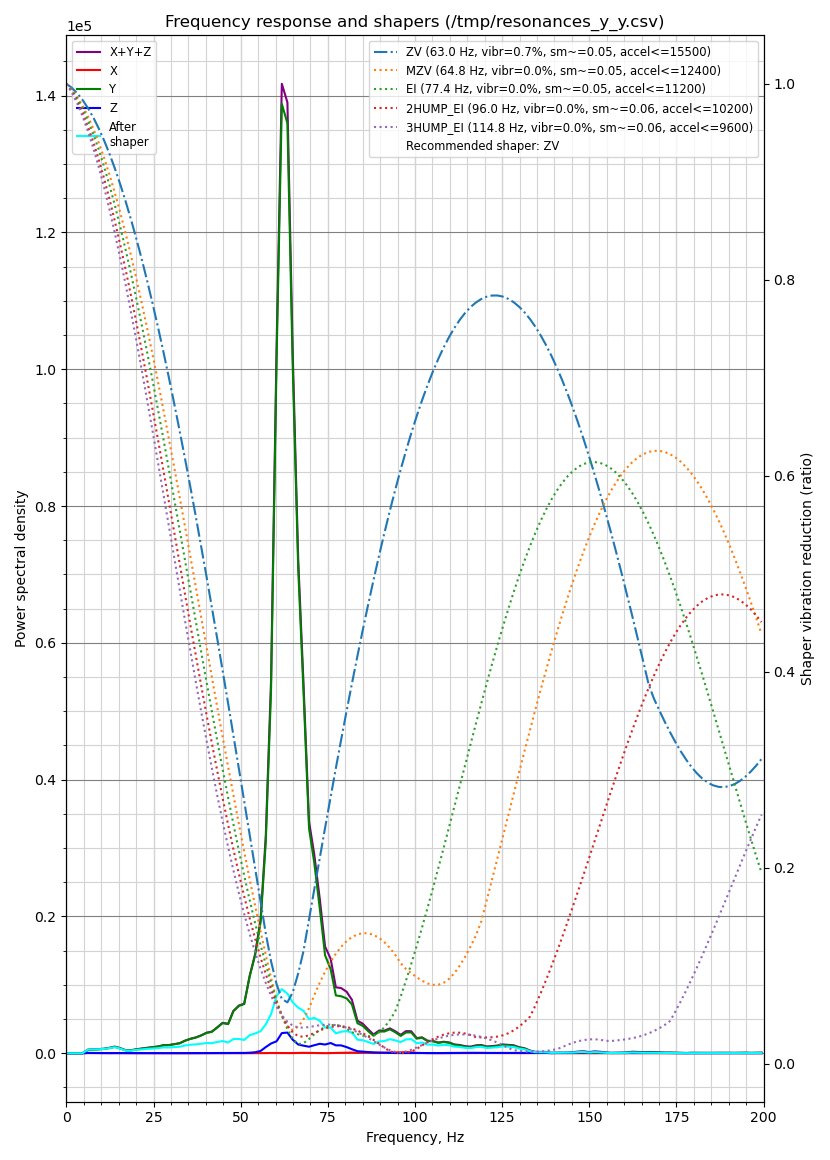 Frequency response and shapers (/tmp/resonances_y_y.csv)
1e5
X+Y+Z
X
Y
Z
After
shaper
ZV (63.0 Hz, vibr=0.7%, sm~=0.05, accel<=15500)
MZV (64.8 Hz, vibr=0.0%, sm~=0.05, accel<=12400)
EI (77.4 Hz, vibr=0.0%, sm~=0.05, accel<=11200)
2HUMP_EI (96.0 Hz, vibr=0.0%, sm~=0.06, accel<=10200)
3HUMP_EI (114.8 Hz, vibr=0.0%, sm~=0.06, accel<=9600)
Recommended shaper: ZV
Power spectral density
1.4
1.2
1.0
0.8
0.6
0.4
0.2
0.0
1.0
0.8
0.6
0.4
0.2
0.0
Shaper vibration reduction (ratio)
0 25 50 75 100 125 150 175 200
Frequency, Hz